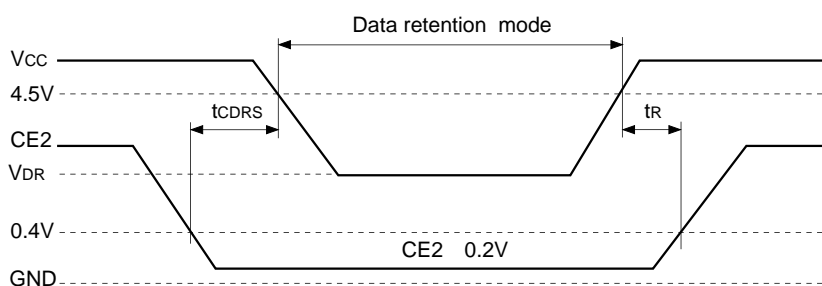 Data retention mode
VCC
4.5V
tCDRS
tR
CE2
VDR
0.4V
CE2 0.2V
GND